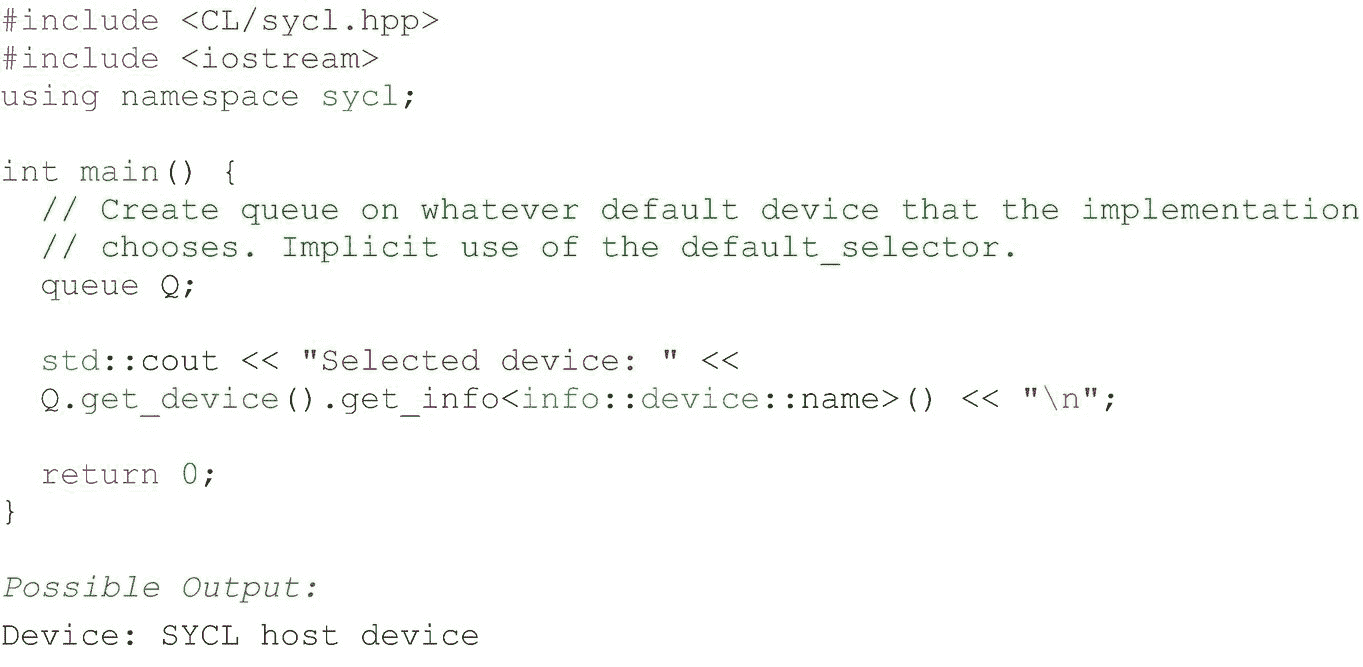 #include <CL/sycl.hpp>
#include <iostream>
using namespace sycl;

int main() {
  // Create queue on whatever default device that the implementation
  // chooses. Implicit use of the default_selector.
  queue Q;

  std::cout << "Selected device: " <<
  Q.get_device().get_info<info::device::name>() << "\n";

  return 0;
}

Possible Output:
Device: SYCL host device